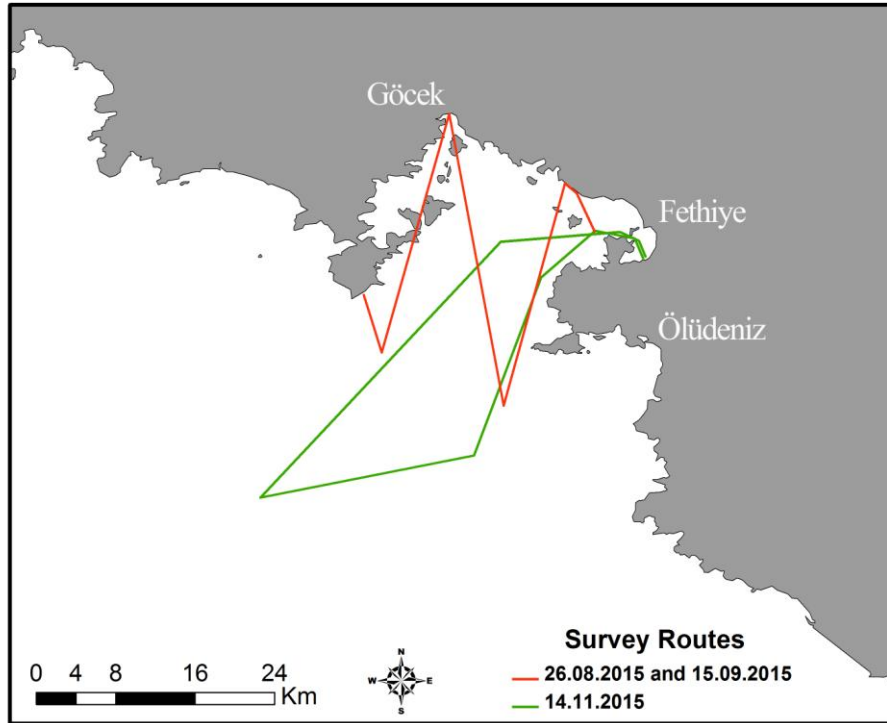 Göcek
Fethiye
Ölüdeniz
Survey Routes
26.08.2015 and 15.09.2015
14.11.2015
0 4 8 16 24
Km
N
W E
S